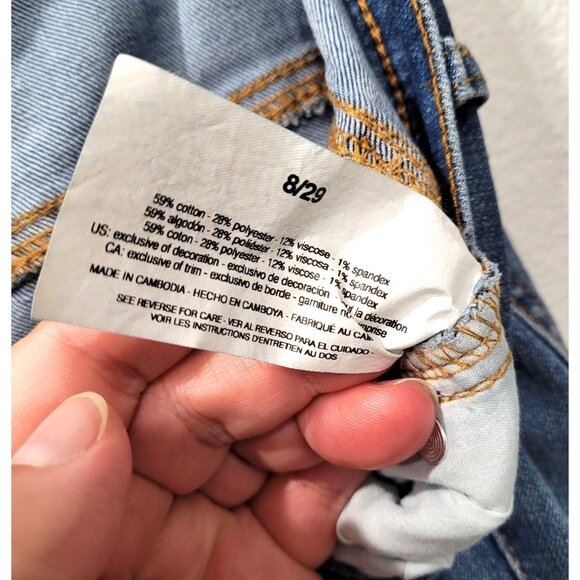 8/29
59% cotton - 28% polyester - 12% viscose - 1% spandex
59% algodón - 28% poliéster - 12% viscosa - 1% spandex
59% coton - 28% polyester - 12% viscose - 1% spandex
US: exclusive of decoration - exclusivo de decoración - la décoration
CA: exclusive of trim - exclusivo de borde - garniture no comprise
MADE IN CAMBODIA - HECHO EN CAMBOYA - FABRIQUÉ AU
SEE REVERSE FOR CARE - VER AL REVERSO PARA EL CUIDADO -
VOIR LES INSTRUCTIONS D'ENTRETIEN AU DOS